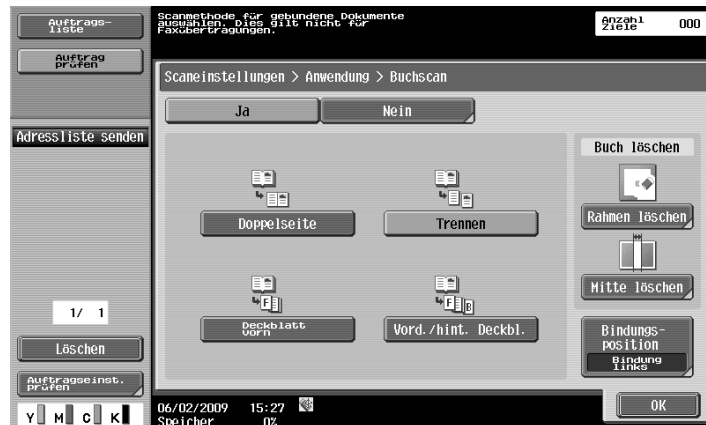 Auftrags-
liste
Auftrag
prüfen
Adressliste senden
1/ 1
Löschen
Auftragseinst.
prüfen
Y M C K
Scanmethode für gebundene Dokumente
auswählen. Dies gilt nicht für
Faxübertragungen.
Anzahl
Ziele 000
Scaneinstellungen > Anwendung > Buchscan
Ja Nein
Doppelseite Trennen
F F B
Deckblatt
vorn
Vord./hint. Deckbl.
Buch löschen
Rahmen löschen
Mitte löschen
Bindungs-
position
Bindung
links
06/02/2009 15:27
Speicher 0%
OK